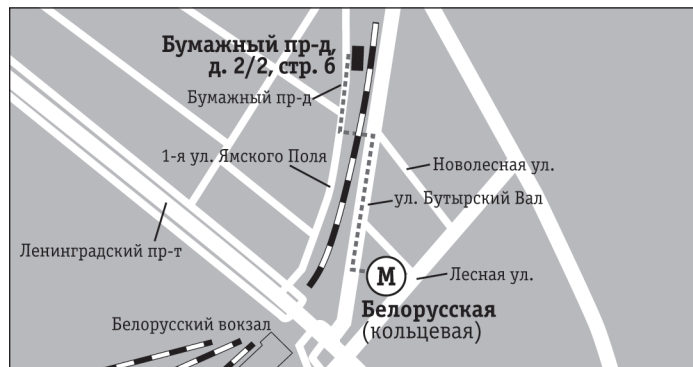 Бумажный пр-д,
д. 2/2, стр. 6
Бумажный пр-д
1-я ул. Ямского Поля
Новолесная ул.
ул. Бутырский Вал
Ленинградский пр-т
М
Лесная ул.
Белорусская
(кольцевая)
Белорусский вокзал